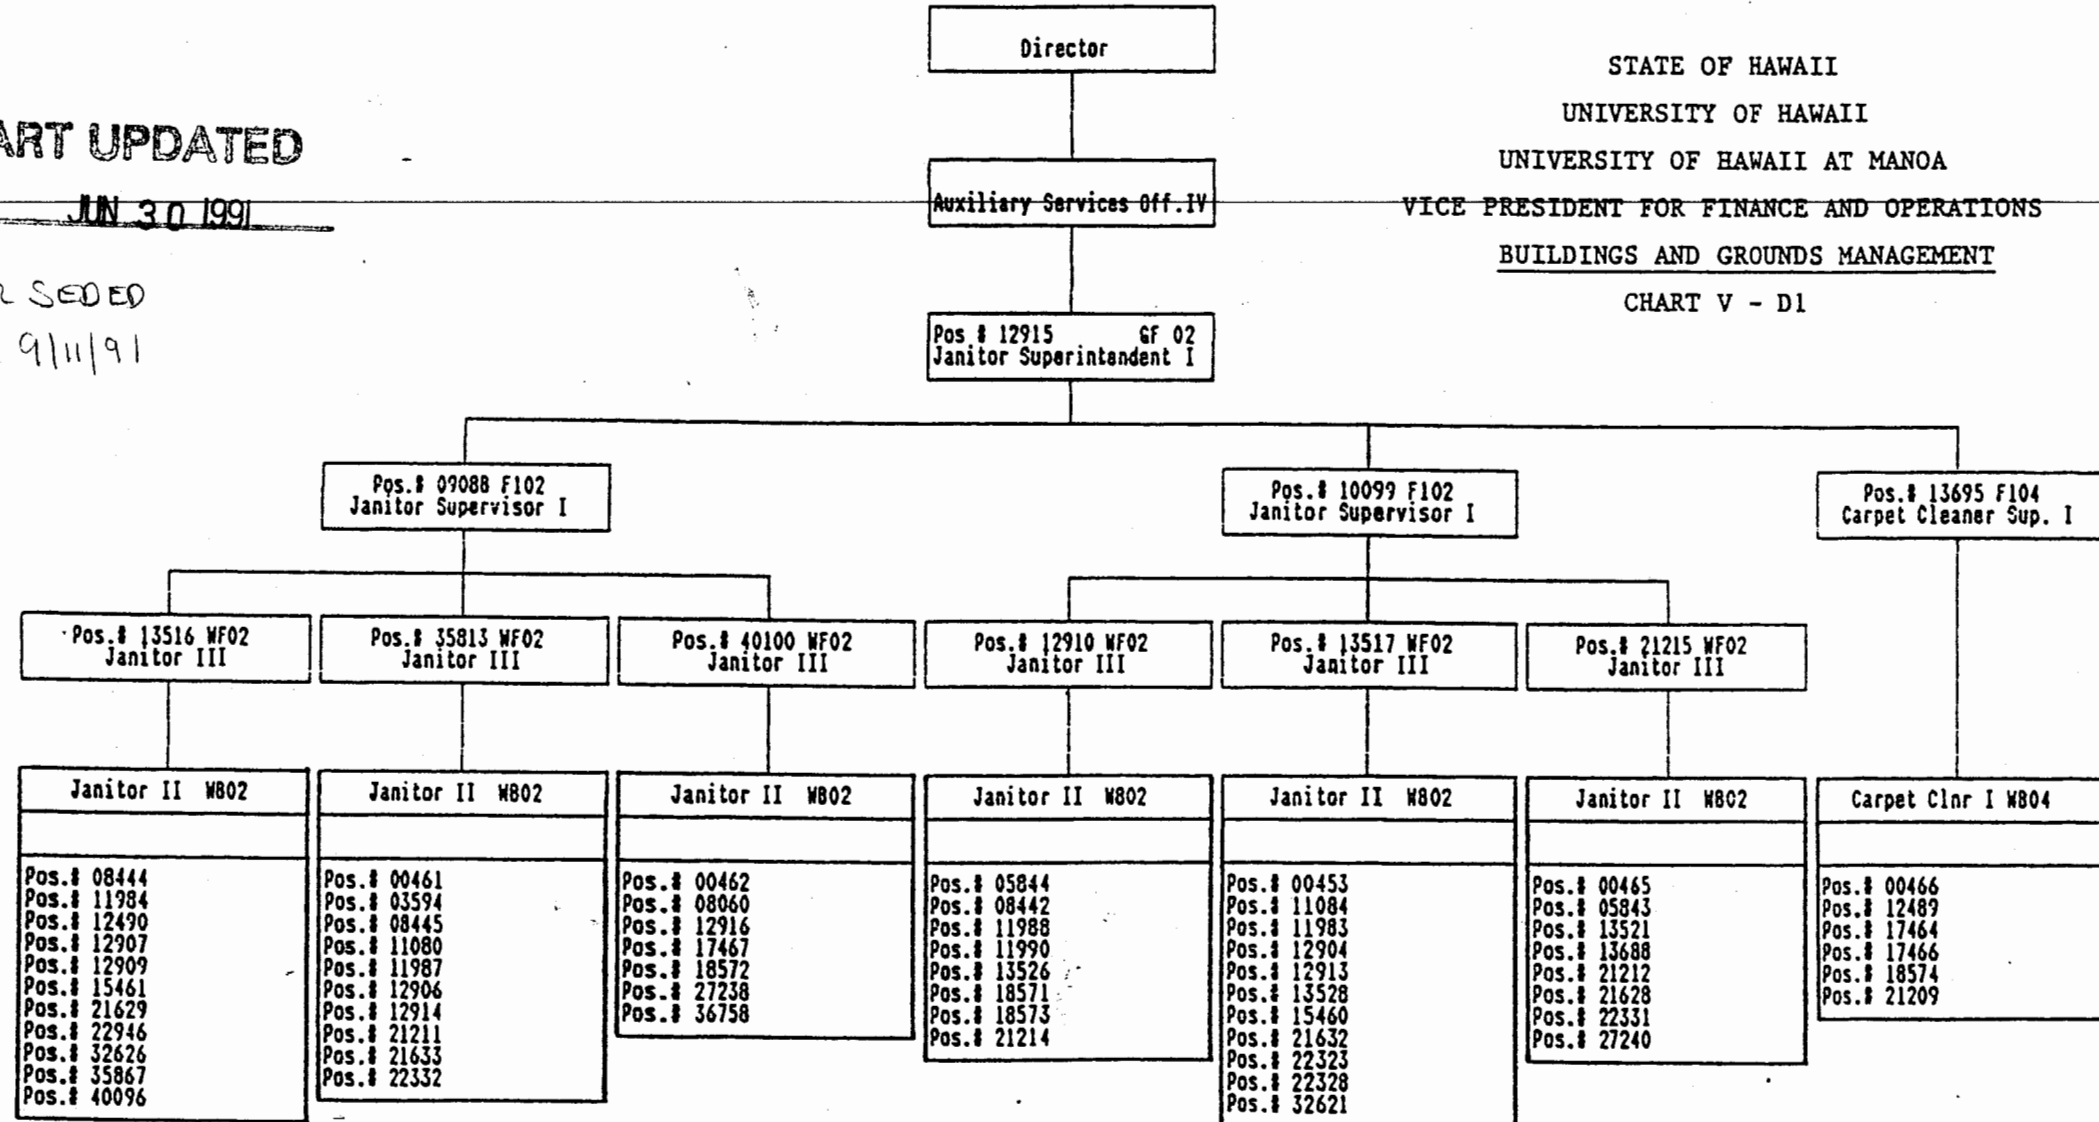 Director
STATE OF HAWAII
UNIVERSITY OF HAWAII
UNIVERSITY OF HAWAII AT MANOA
VICE PRESIDENT FOR FINANCE AND OPERATIONS
BUILDINGS AND GROUNDS MANAGEMENT
CHART V - D1
ART UPDATED
JUN 30 1991
R SEDED
9/11/91
Auxiliary Services Off.IV
Pos # 12915 GF 02
Janitor Superintendent I
Pos.# 09088 F102
Janitor Supervisor I
Pos.# 10099 F102
Janitor Supervisor I
Pos.# 13695 F104
Carpet Cleaner Sup. I
Pos.# 13516 WF02
Janitor III
Pos.# 35813 WF02
Janitor III
Pos.# 40100 WF02
Janitor III
Pos.# 12910 WF02
Janitor III
Pos.# 13517 WF02
Janitor III
Pos.# 21215 WF02
Janitor III
Janitor II W802
Pos.# 08444
Pos.# 11984
Pos.# 12490
Pos.# 12907
Pos.# 12909
Pos.# 15461
Pos.# 21629
Pos.# 22946
Pos.# 32626
Pos.# 35867
Pos.# 40096
Janitor II W802
Pos.# 00461
Pos.# 03594
Pos.# 08445
Pos.# 11080
Pos.# 11987
Pos.# 12906
Pos.# 12914
Pos.# 21211
Pos.# 21633
Pos.# 22332
Janitor II W802
Pos.# 00462
Pos.# 08060
Pos.# 12916
Pos.# 17467
Pos.# 18572
Pos.# 27238
Pos.# 36758
Janitor II W802
Pos.# 05844
Pos.# 08442
Pos.# 11988
Pos.# 11990
Pos.# 13526
Pos.# 18571
Pos.# 18573
Pos.# 21214
Janitor II W802
Pos.# 00453
Pos.# 11084
Pos.# 11983
Pos.# 12904
Pos.# 12913
Pos.# 13528
Pos.# 15460
Pos.# 21632
Pos.# 22323
Pos.# 22328
Pos.# 32621
Janitor II W802
Pos.# 00465
Pos.# 05843
Pos.# 13521
Pos.# 13688
Pos.# 21212
Pos.# 21628
Pos.# 22331
Pos.# 27240
Carpet Clnr I W804
Pos.# 00466
Pos.# 12489
Pos.# 17464
Pos.# 17466
Pos.# 18574
Pos.# 21209